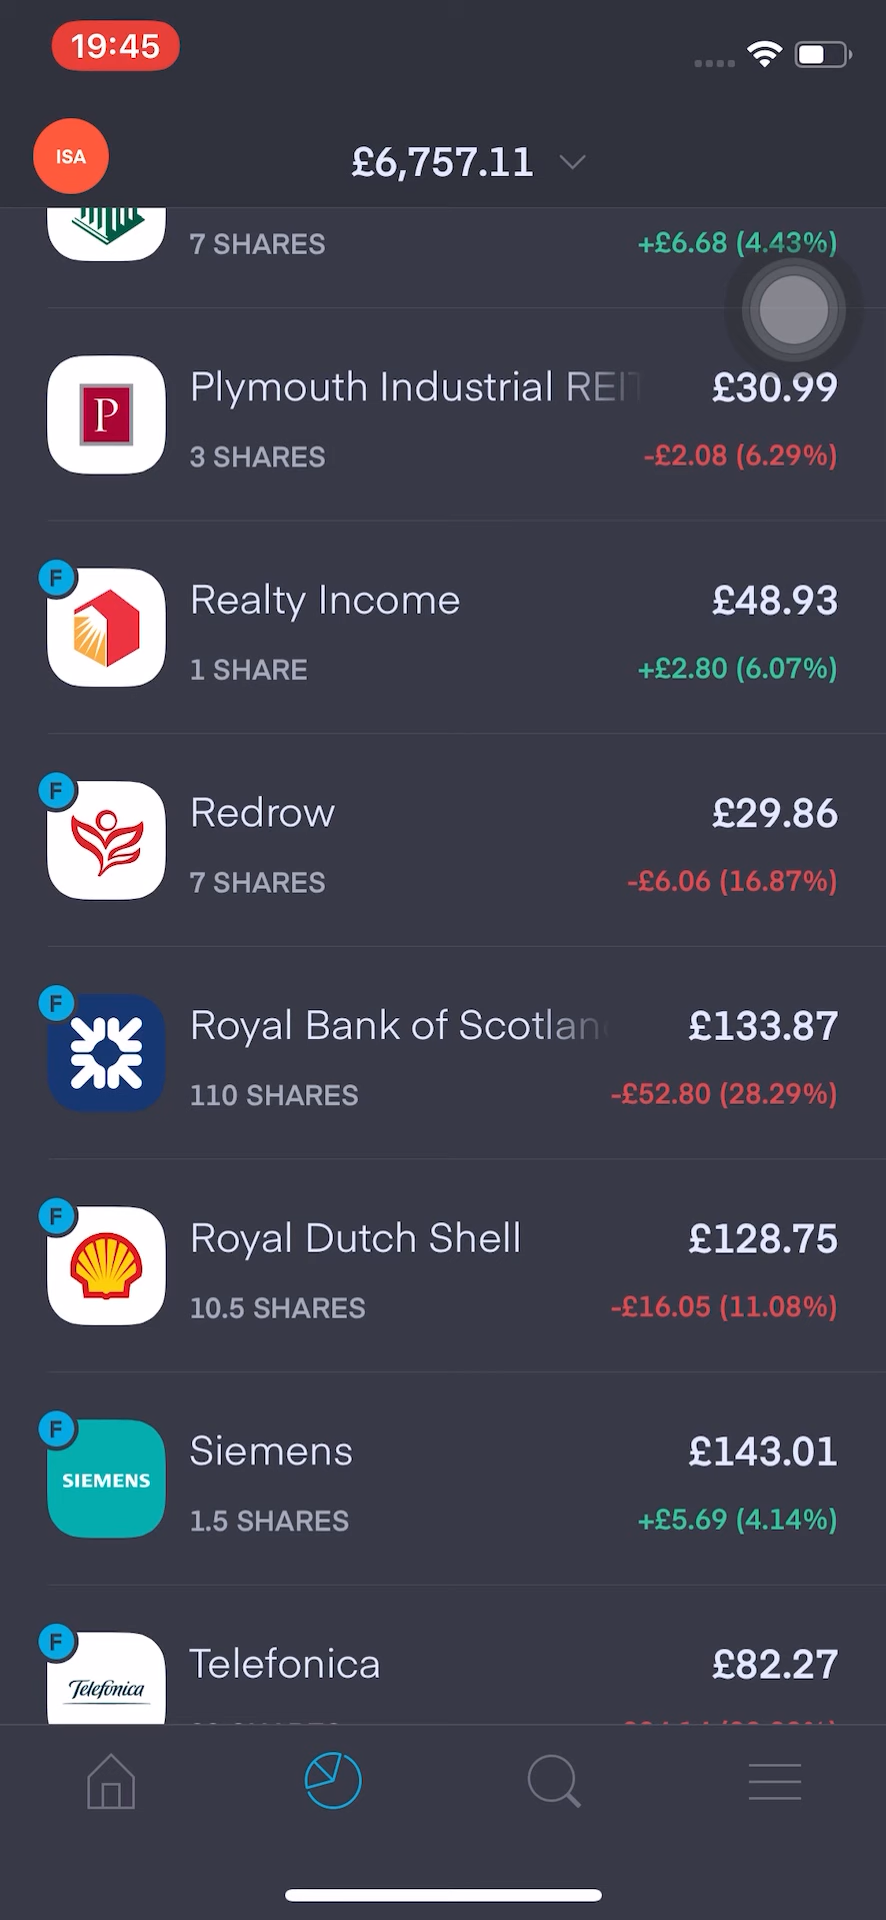 19:45
ISA
£6,757.11
7 SHARES
+£6.68 (4.43%)
P
Plymouth Industrial REIT
£30.99
3 SHARES
-£2.08 (6.29%)
F
Realty Income
£48.93
1 SHARE
+£2.80 (6.07%)
F
Redrow
£29.86
7 SHARES
-£6.06 (16.87%)
F
Royal Bank of Scotlan
£133.87
110 SHARES
-£52.80 (28.29%)
F
Royal Dutch Shell
£128.75
10.5 SHARES
-£16.05 (11.08%)
F
SIEMENS
Siemens
£143.01
1.5 SHARES
+£5.69 (4.14%)
F
Telefonica
Telefonica
£82.27